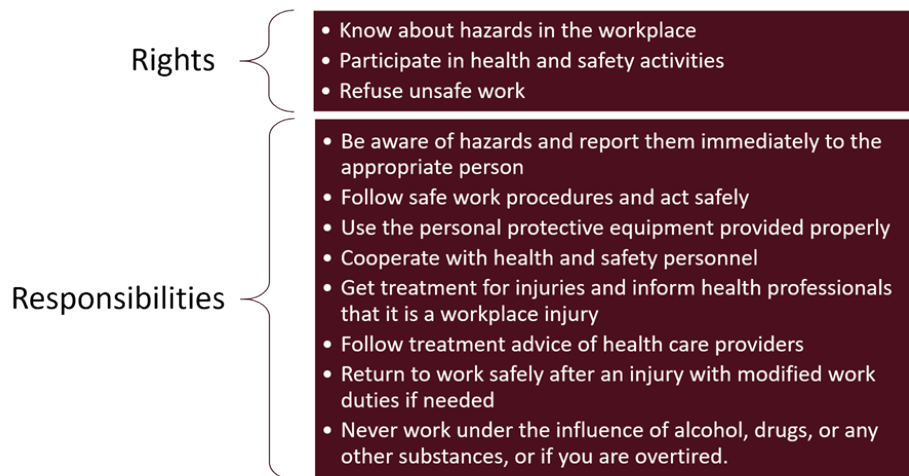 Rights
• Know about hazards in the workplace
• Participate in health and safety activities
• Refuse unsafe work
Responsibilities
• Be aware of hazards and report them immediately to the
appropriate person
• Follow safe work procedures and act safely
• Use the personal protective equipment provided properly
• Cooperate with health and safety personnel
• Get treatment for injuries and inform health professionals
that it is a workplace injury
• Follow treatment advice of health care providers
• Return to work safely after an injury with modified work
duties if needed
• Never work under the influence of alcohol, drugs, or any
other substances, or if you are overtired.